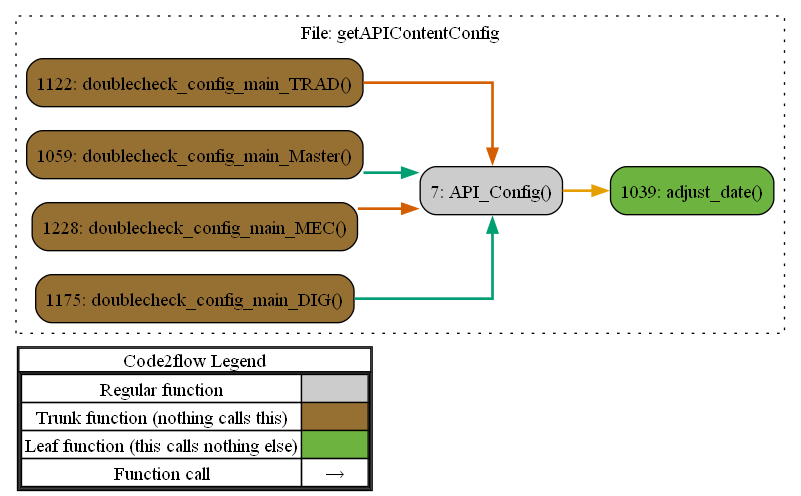 File: getAPIContentConfig
1122: doublecheck_config_main_TRAD()
1059: doublecheck_config_main_Master()
7: API_Config()
1039: adjust_date()
1228: doublecheck_config_main_MEC()
1175: doublecheck_config_main_DIG()
Code2flow Legend
Regular function
Trunk function (nothing calls this)
Leaf function (this calls nothing else)
Function call →